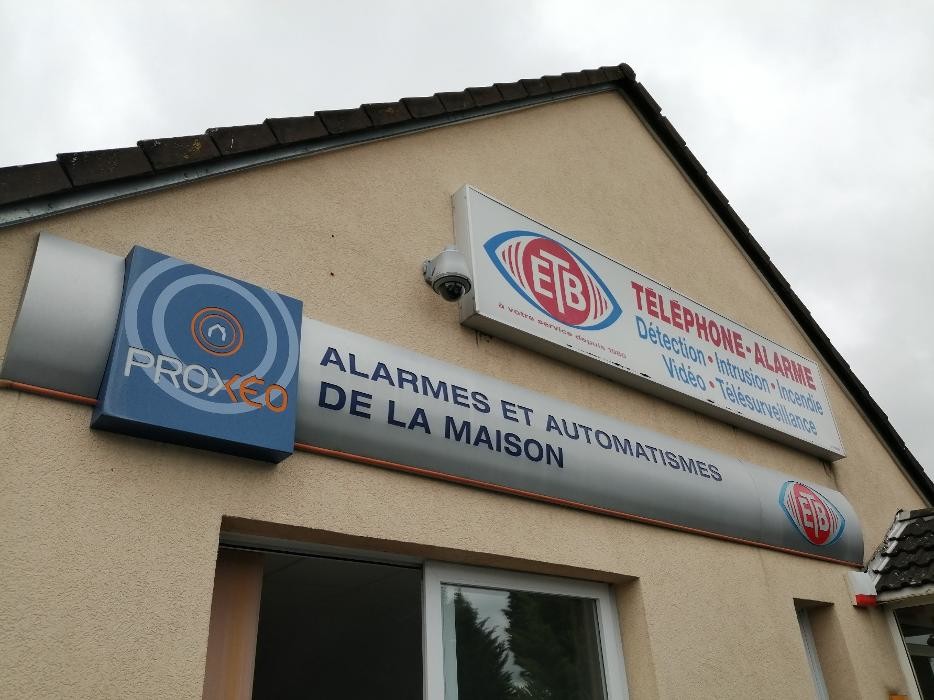 ETB
à votre service depuis 1980
TÉLÉPHONE • ALARME
Détection • Intrusion • Incendie
Vidéo • Télésurveillance
PROXEO
ALARMES ET AUTOMATISMES
DE LA MAISON
ETB